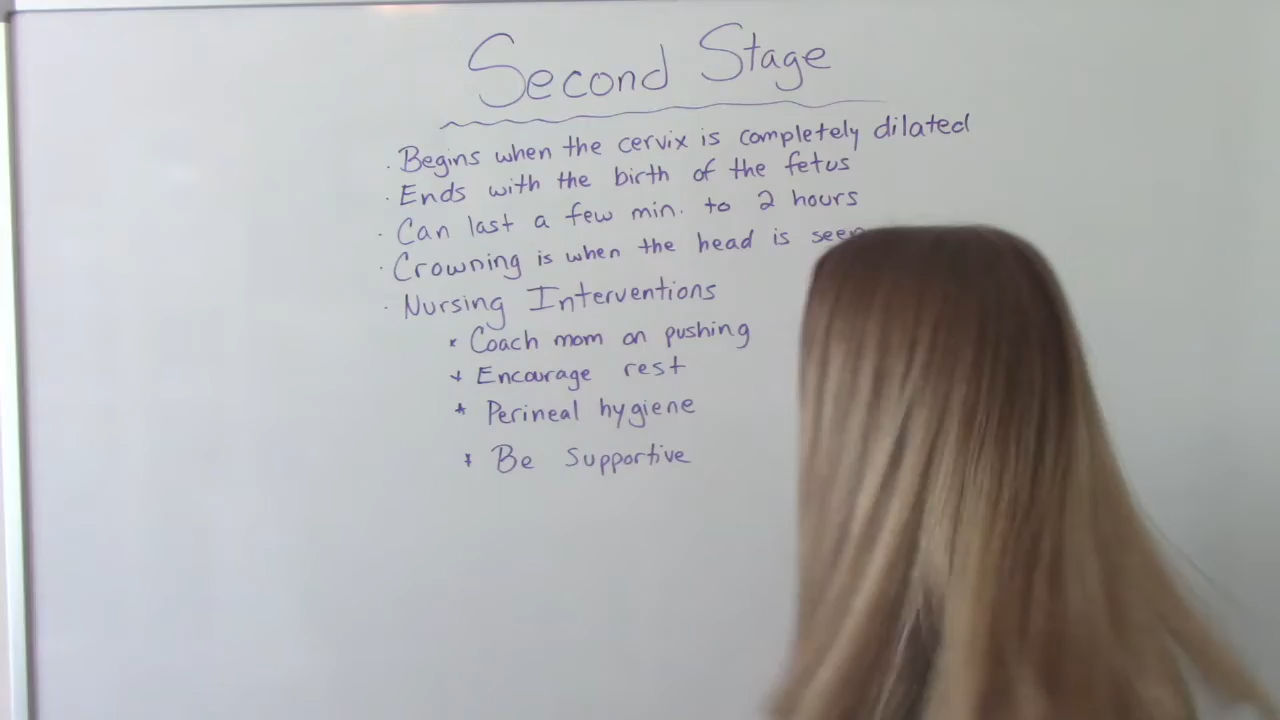 Second Stage
· Begins when the cervix is completely dilated
· Ends with the birth of the fetus
· Can last a few min. to 2 hours
· Crowning is when the head is seen
· Nursing Interventions
* Coach mom on pushing
* Encourage rest
* Perineal hygiene
* Be Supportive